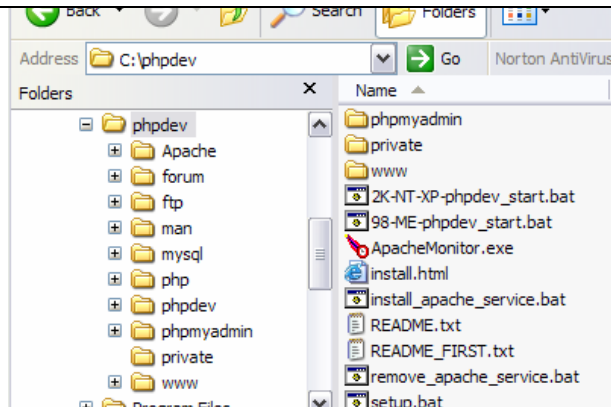 Back Search Folders
Address C:\phpdev Go Norton AntiVirus
Folders x Name
phpdev
Apache
forum
ftp
man
mysql
php
phpdev
phpmyadmin
private
www
Program Files
phpmyadmin
private
www
2K-NT-XP-phpdev_start.bat
98-ME-phpdev_start.bat
ApacheMonitor.exe
install.html
install_apache_service.bat
README.txt
README_FIRST.txt
remove_apache_service.bat
setup.bat